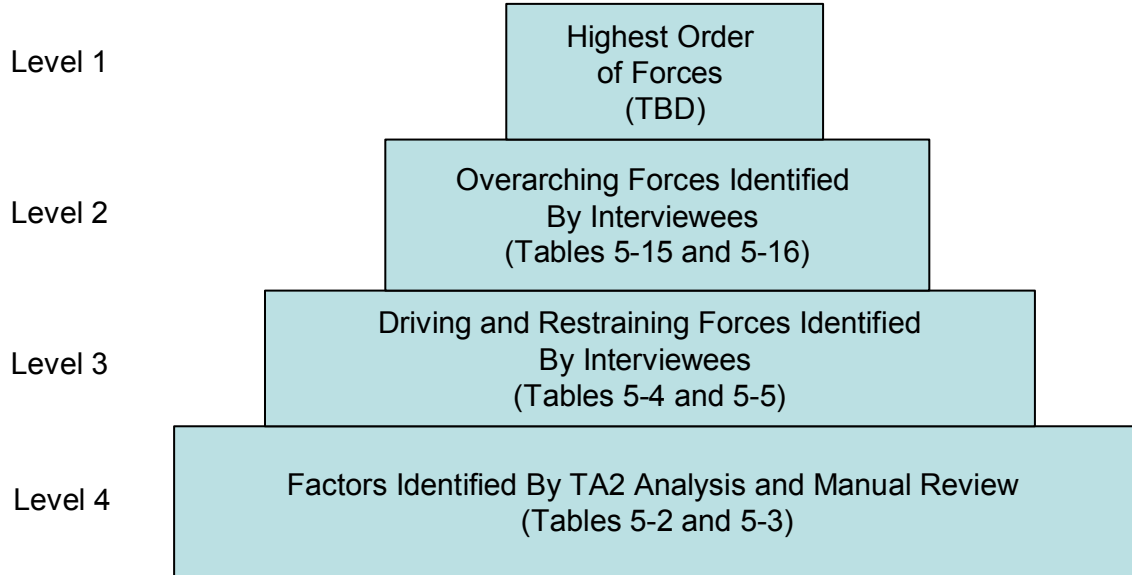 Level 1
Highest Order
of Forces
(TBD)
Level 2
Overarching Forces Identified
By Interviewees
(Tables 5-15 and 5-16)
Level 3
Driving and Restraining Forces Identified
By Interviewees
(Tables 5-4 and 5-5)
Level 4
Factors Identified By TA2 Analysis and Manual Review
(Tables 5-2 and 5-3)